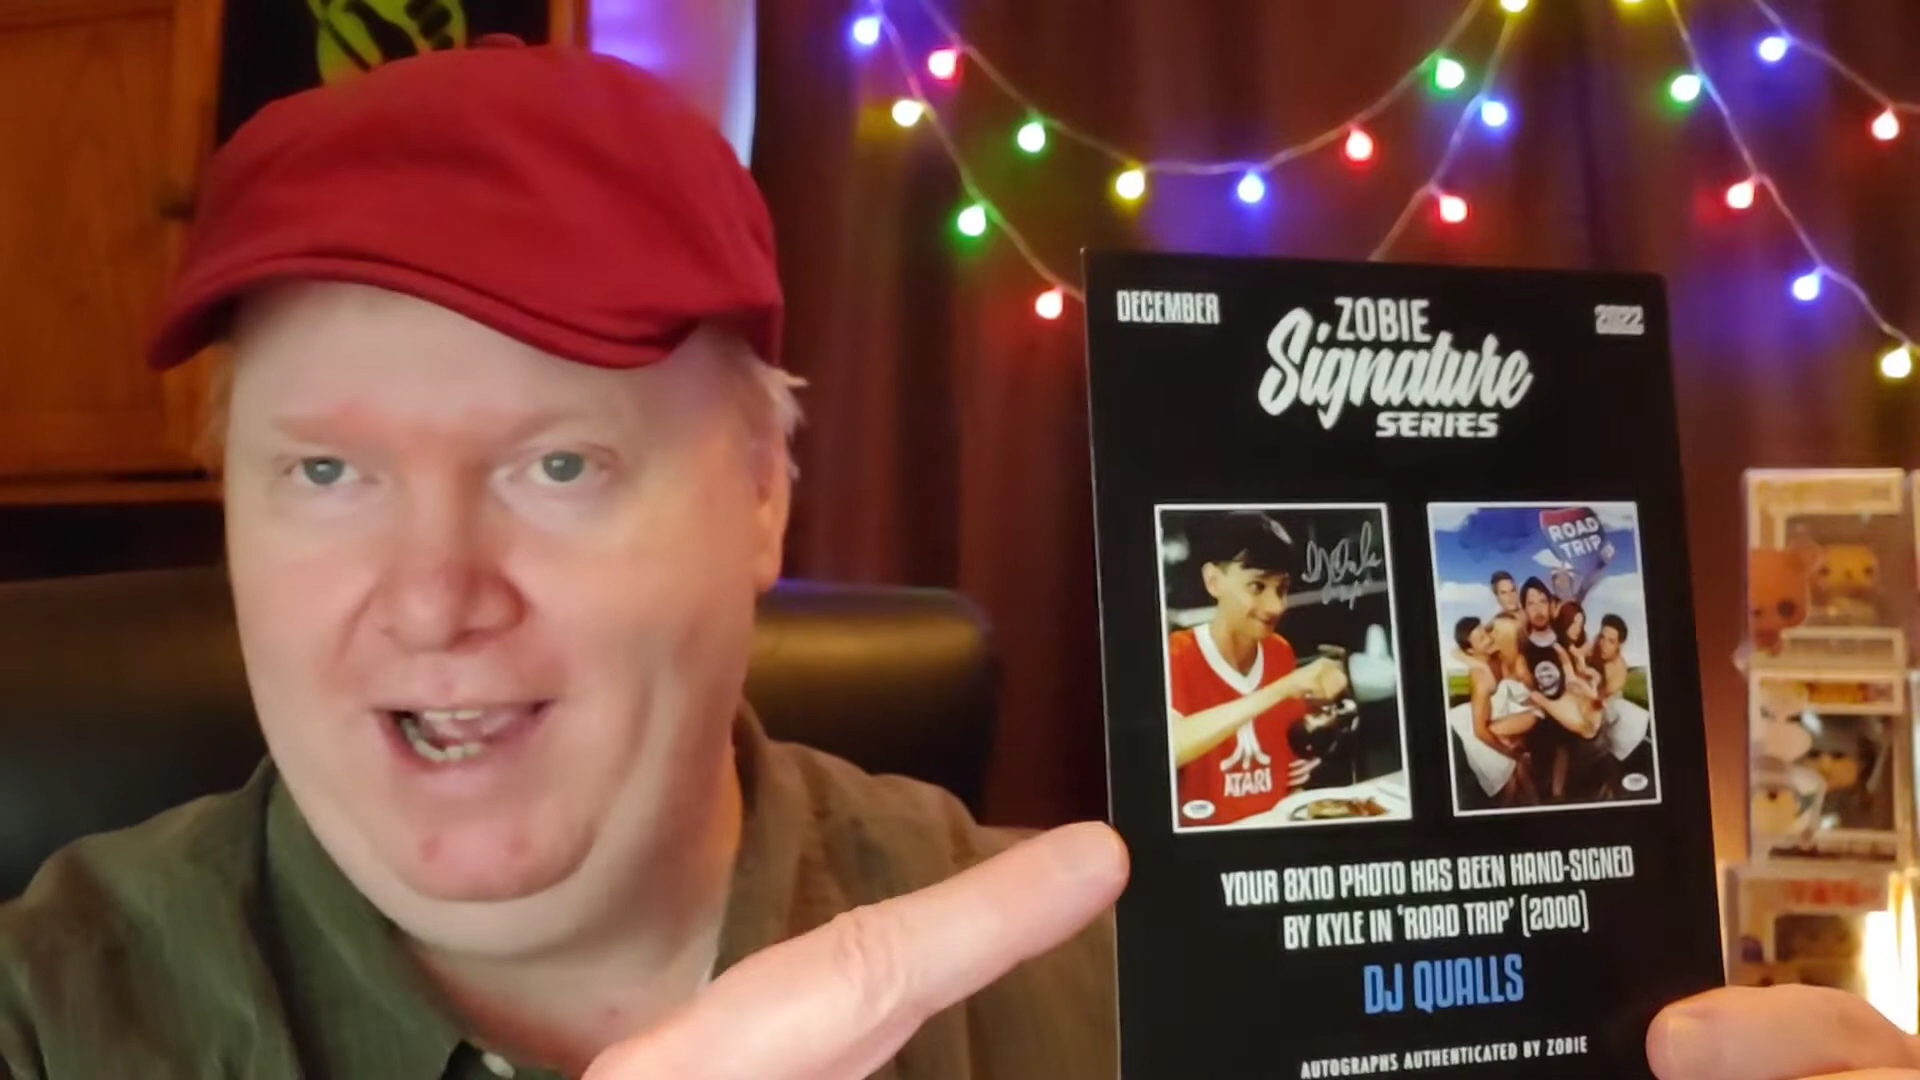 DECEMBER
2022
ZOBIE
Signature
SERIES
ROAD
TRIP
ATARI
YOUR 8X10 PHOTO HAS BEEN HAND-SIGNED
BY KYLE IN ‘ROAD TRIP’ (2000)
DJ QUALLS
AUTOGRAPHS AUTHENTICATED BY ZOBIE